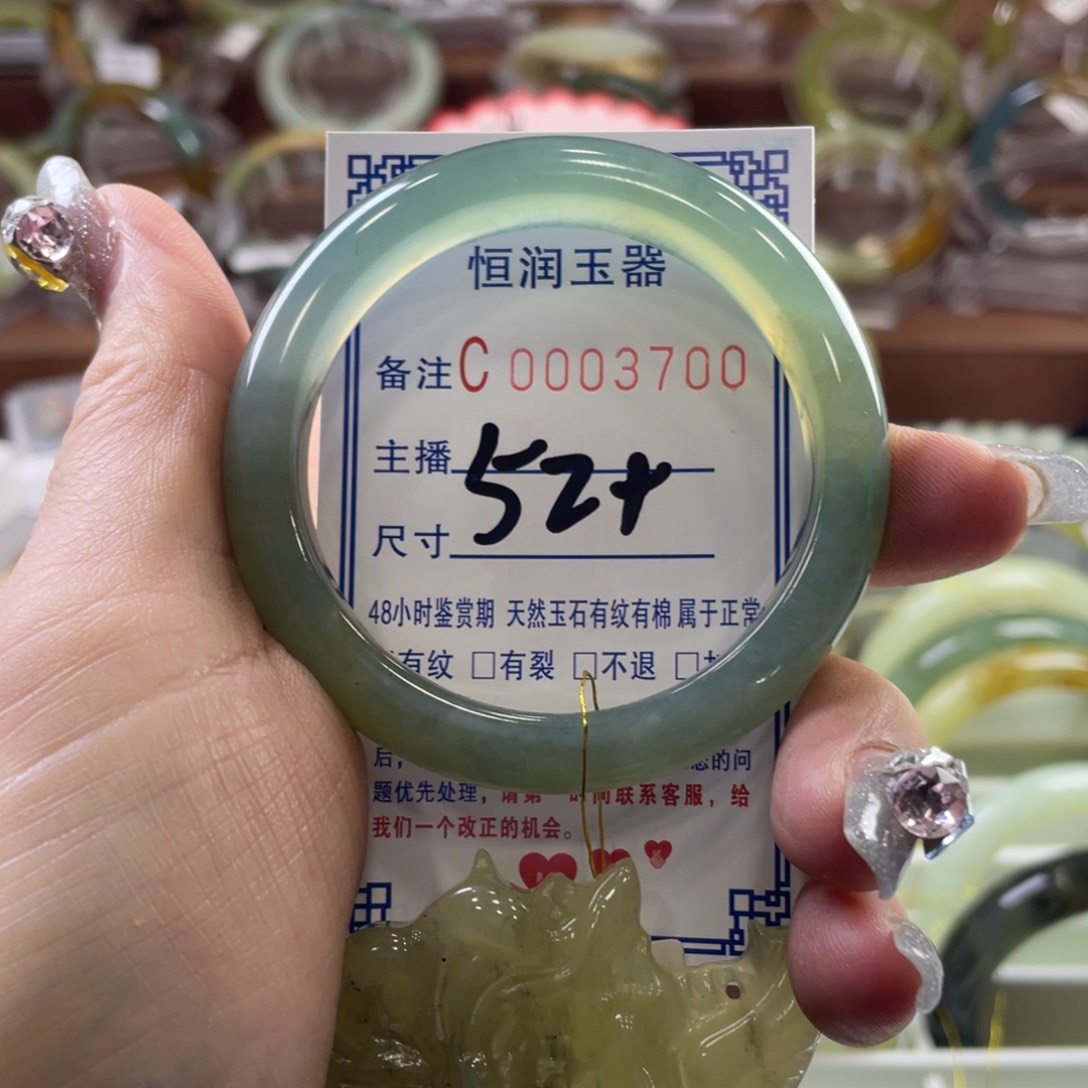 恒润玉器
备注C 0003700
主播
52+
尺寸
48小时鉴赏期 天然玉石有纹有棉 属于正常
有纹 □有裂 □不退 □
后, 的问
题优先处理, 请第 时间联系客服, 给
我们一个改正的机会。